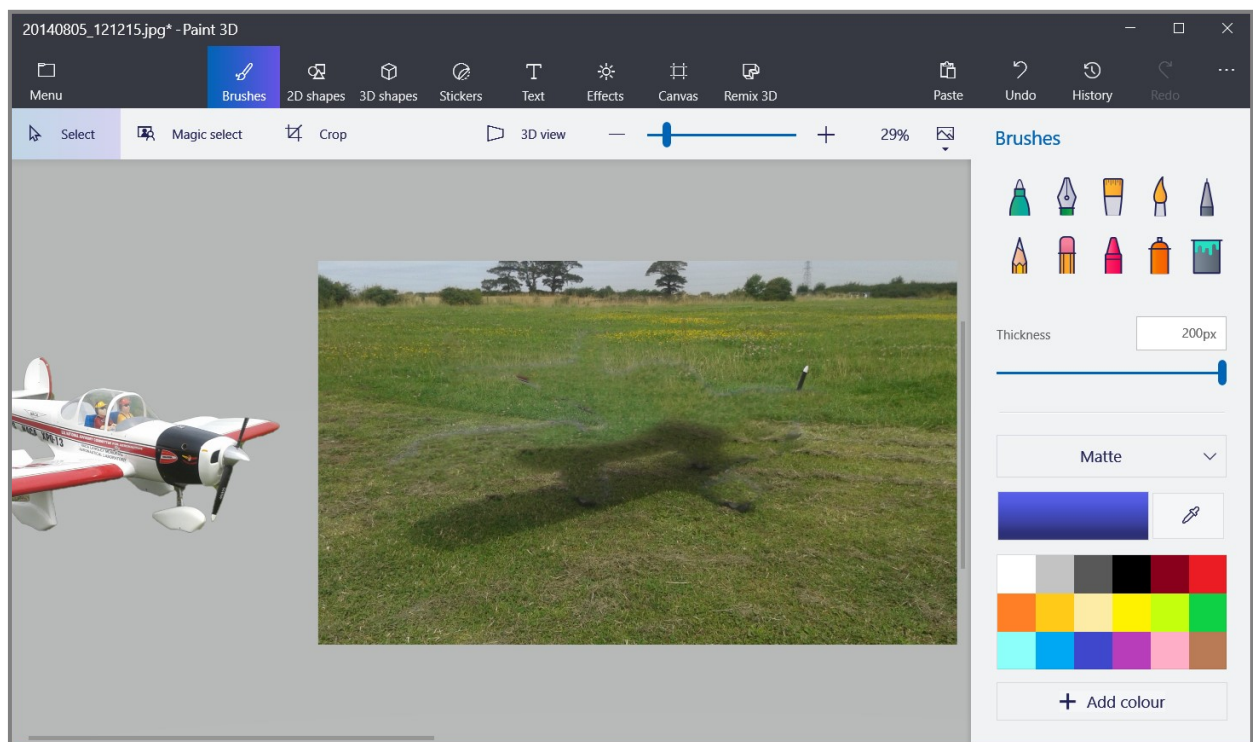 20140805_121215.jpg* - Paint 3D
Menu
Brushes
2D shapes
3D shapes
Stickers
Text
Effects
Canvas
Remix 3D
Paste
Undo
History
Redo
Select
Magic select
Crop
3D view
29%
Brushes
Thickness
200px
Matte
Add colour